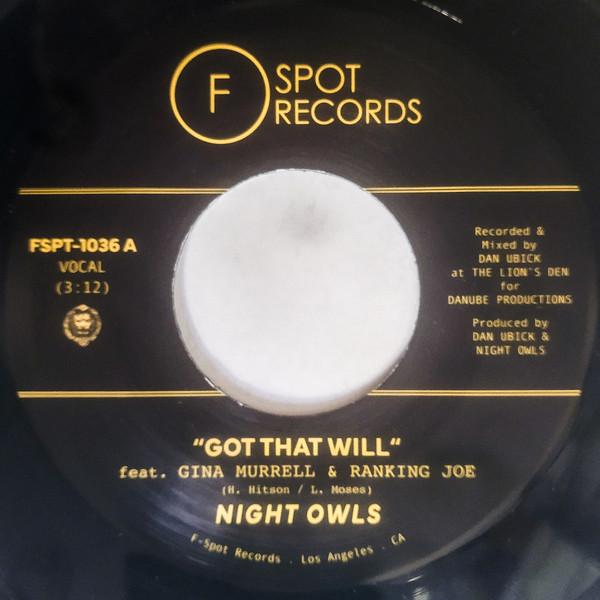 F
SPOT
RECORDS
FSPT-1036 A
VOCAL
(3:12)
Recorded &
Mixed by
DAN UBICK
at THE LION'S DEN
for
DANUBE PRODUCTIONS
Produced by
DAN UBICK &
NIGHT OWLS
"GOT THAT WILL"
feat. GINA MURRELL & RANKING JOE
(H. Hitson / L. Moses)
NIGHT OWLS
F-Spot Records . Los Angeles . CA